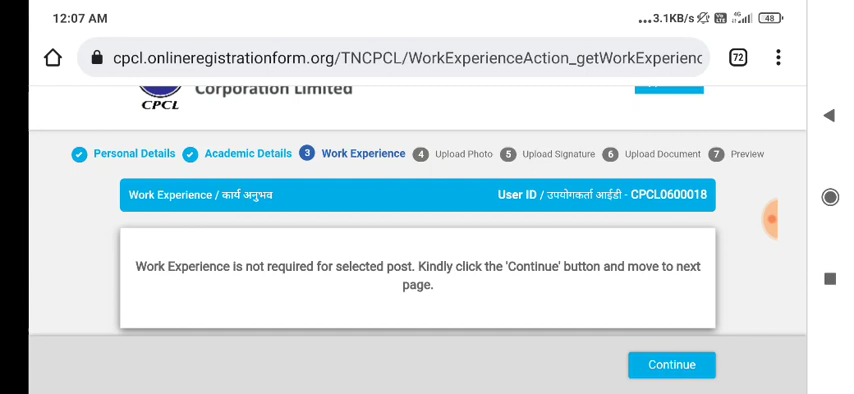 12:07 AM
...3.1KB/s
4G
48
cpcl.onlineregistrationform.org/TNCPCL/WorkExperienceAction_getWorkExperienc
72
CPCL
Corporation Limited
Personal Details Academic Details 3 Work Experience 4 Upload Photo 5 Upload Signature 6 Upload Document 7 Preview
Work Experience / कार्य अनुभव
User ID / उपयोगकर्ता आईडी - CPCL0600018
Work Experience is not required for selected post. Kindly click the 'Continue' button and move to next
page.
Continue